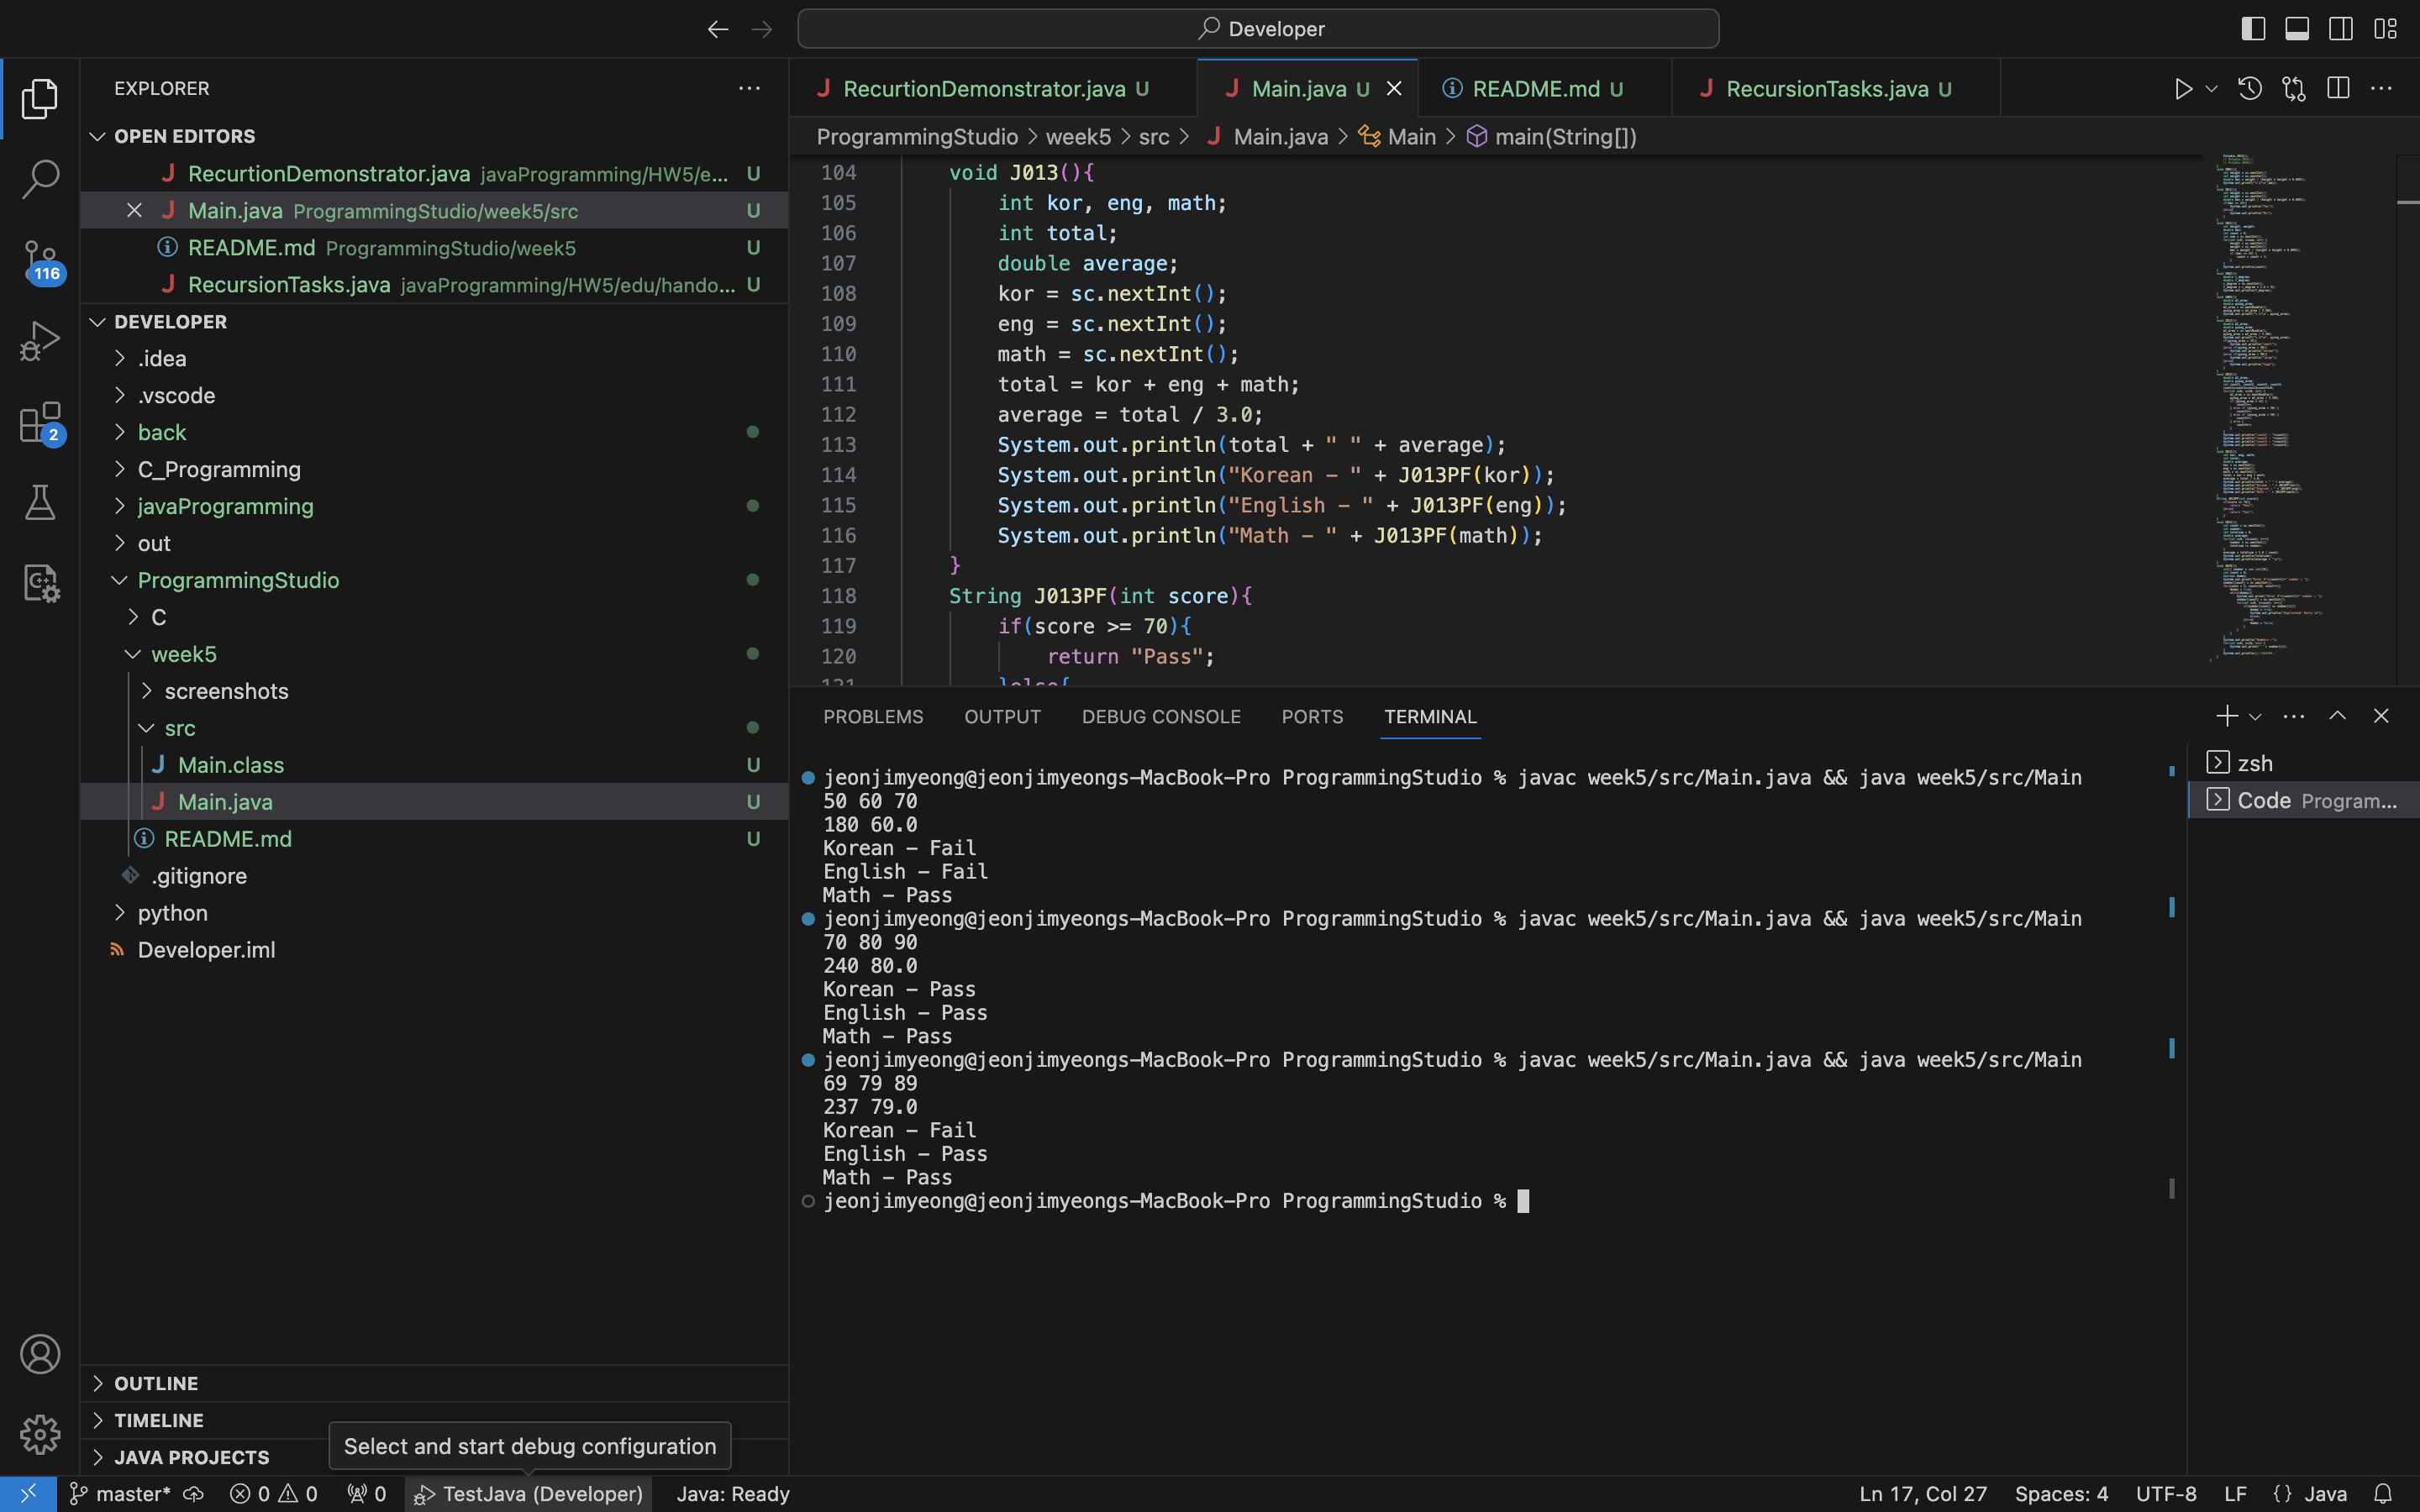 Developer
EXPLORER
OPEN EDITORS
RecurtionDemonstrator.java javaProgramming/HW5/e... U
Main.java ProgrammingStudio/week5/src U
README.md ProgrammingStudio/week5 U
RecursionTasks.java javaProgramming/HW5/edu/hando... U
DEVELOPER
.idea
.vscode
back
C_Programming
javaProgramming
out
ProgrammingStudio
C
week5
screenshots
src
Main.class U
Main.java U
README.md U
.gitignore
python
Developer.iml
OUTLINE
TIMELINE
JAVA PROJECTS
116
2
Select and start debug configuration
RecurtionDemonstrator.java U Main.java U README.md U RecursionTasks.java U
ProgrammingStudio > week5 > src > Main.java > Main > main(String[])
104 void J013(){
105 int kor, eng, math;
106 int total;
107 double average;
108 kor = sc.nextInt();
109 eng = sc.nextInt();
110 math = sc.nextInt();
111 total = kor + eng + math;
112 average = total / 3.0;
113 System.out.println(total + " " + average);
114 System.out.println("Korean - " + J013PF(kor));
115 System.out.println("English - " + J013PF(eng));
116 System.out.println("Math - " + J013PF(math));
117 }
118 String J013PF(int score){
119 if(score >= 70){
120 return "Pass";
121 }else{
PROBLEMS OUTPUT DEBUG CONSOLE PORTS TERMINAL
jeonjimyeong@jeonjimyeongs-MacBook-Pro ProgrammingStudio % javac week5/src/Main.java && java week5/src/Main
50 60 70
180 60.0
Korean - Fail
English - Fail
Math - Pass
jeonjimyeong@jeonjimyeongs-MacBook-Pro ProgrammingStudio % javac week5/src/Main.java && java week5/src/Main
70 80 90
240 80.0
Korean - Pass
English - Pass
Math - Pass
jeonjimyeong@jeonjimyeongs-MacBook-Pro ProgrammingStudio % javac week5/src/Main.java && java week5/src/Main
69 79 89
237 79.0
Korean - Fail
English - Pass
Math - Pass
jeonjimyeong@jeonjimyeongs-MacBook-Pro ProgrammingStudio %
zsh
Code Program...
master* 0 0 0 TestJava (Developer) Java: Ready Ln 17, Col 27 Spaces: 4 UTF-8 LF {} Java